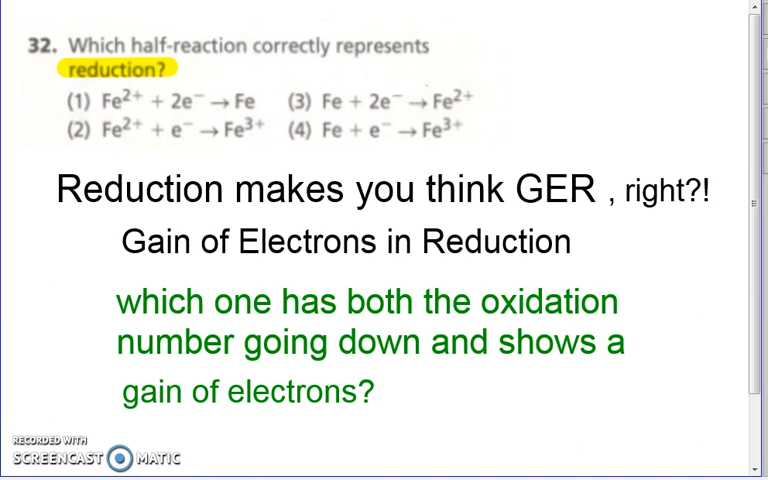 32. Which half-reaction correctly represents
reduction?
(1) Fe²⁺ + 2e⁻ → Fe (3) Fe + 2e⁻ → Fe²⁺
(2) Fe²⁺ + e⁻ → Fe³⁺ (4) Fe + e⁻ → Fe³⁺
Reduction makes you think GER , right?!
Gain of Electrons in Reduction
which one has both the oxidation
number going down and shows a
gain of electrons?
RECORDED WITH
SCREENCAST MATIC